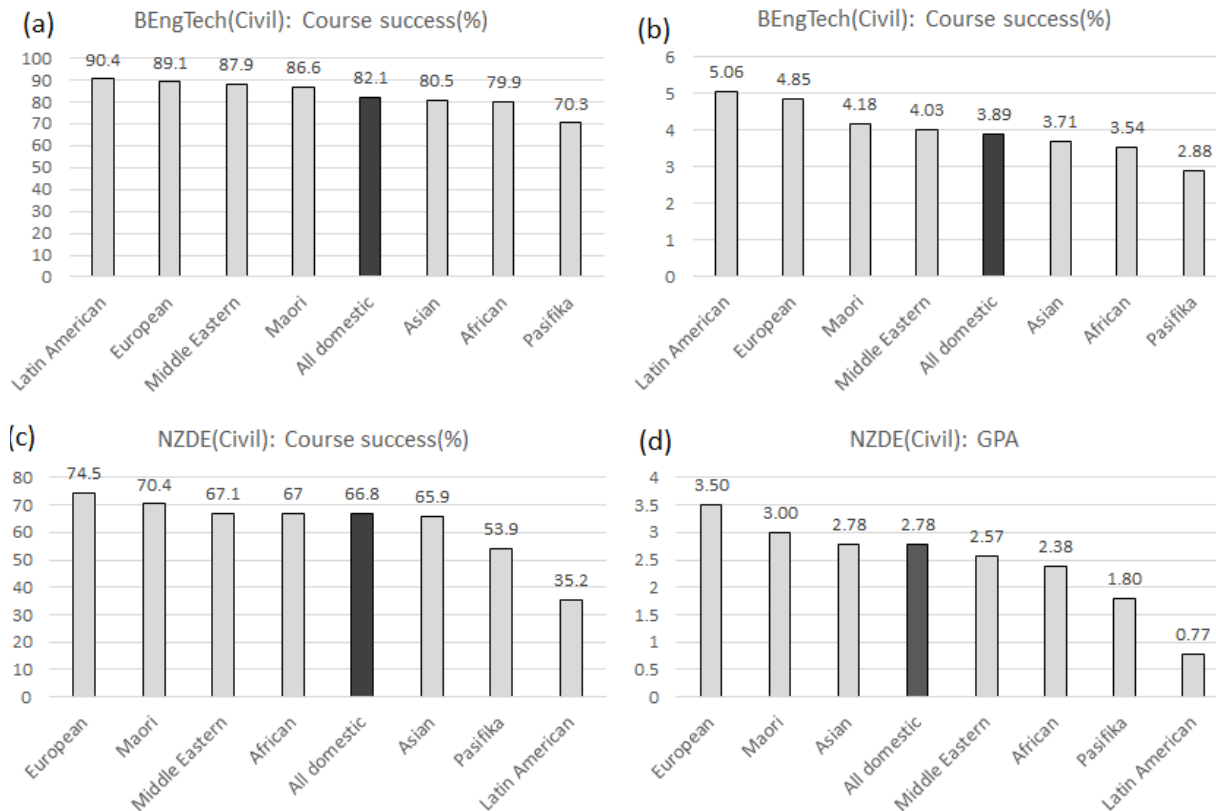 (a)
BEngTech(Civil): Course success(%)
100
90
80
70
60
50
40
30
20
10
0
90.4
89.1
87.9
86.6
82.1
80.5
79.9
70.3
Latin American
European
Middle Eastern
Maori
All domestic
Asian
African
Pasifika
(b)
BEngTech(Civil): Course success(%)
6
5
4
3
2
1
0
5.06
4.85
4.18
4.03
3.89
3.71
3.54
2.88
Latin American
European
Maori
Middle Eastern
All domestic
Asian
African
Pasifika
(c)
NZDE(Civil): Course success(%)
80
70
60
50
40
30
20
10
0
74.5
70.4
67.1
67
66.8
65.9
53.9
35.2
European
Maori
Middle Eastern
African
All domestic
Asian
Pasifika
Latin American
(d)
NZDE(Civil): GPA
4
3.5
3
2.5
2
1.5
1
0.5
0
3.50
3.00
2.78
2.78
2.57
2.38
1.80
0.77
European
Maori
Asian
All domestic
Middle Eastern
African
Pasifika
Latin American